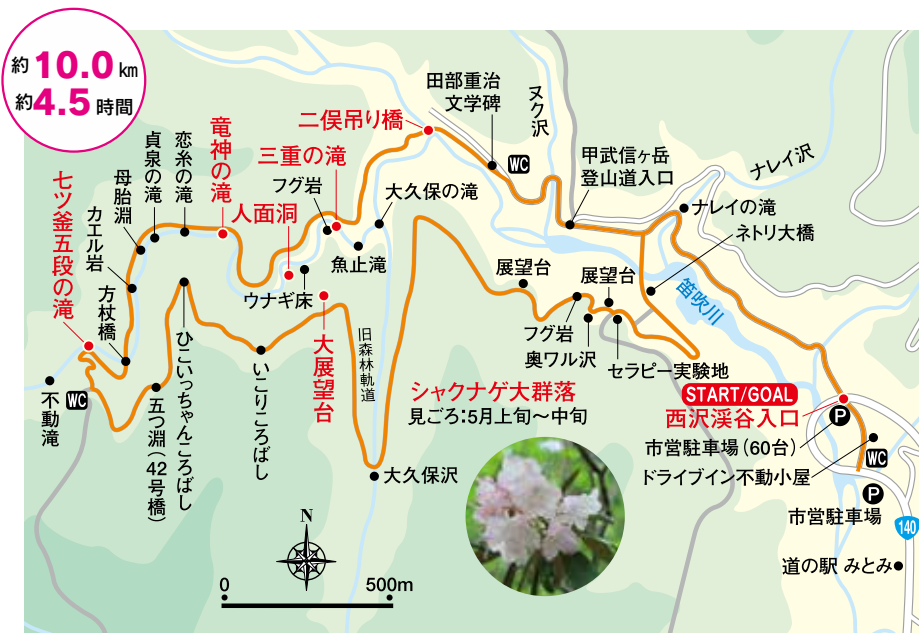 約10.0km
約4.5時間
田部重治
文学碑
ヌク沢
二俣吊り橋
WC
甲武信ヶ岳
登山道入口
ナレイ沢
竜神の滝
恋糸の滝
貞泉の滝
母胎淵
カエル岩
七ツ釜五段の滝
方杖橋
三重の滝
フグ岩
人面洞
大久保の滝
魚止滝
ウナギ床
ナレイの滝
ネトリ大橋
展望台
展望台
笛吹川
フグ岩
奥ワル沢
セラピー実験地
大展望台
旧森林軌道
シャクナゲ大群落
見ごろ:5月上旬〜中旬
START/GOAL
西沢渓谷入口
P
市営駐車場(60台)
ドライブイン不動小屋
WC
P
市営駐車場
140
道の駅 みとみ
不動滝
WC
五つ淵(42号橋)
ひこいっちゃんころばし
いこりころばし
大久保沢
N
0
500m